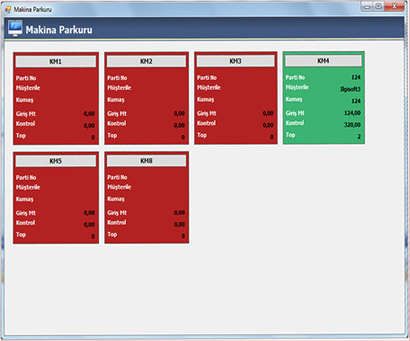 Makina Parkuru
Makina Parkuru
KM1
Parti No
Müşterile
Kumaş
Giriş Mt 0,00
Kontrol 0,00
Top 0
KM2
Parti No
Müşterile
Kumaş
Giriş Mt 0,00
Kontrol 0,00
Top 0
KM3
Parti No
Müşterile
Kumaş
Giriş Mt 0,00
Kontrol 0,00
Top 0
KM4
Parti No 124
Müşterile Ilgisoft3
Kumaş 124
Giriş Mt 124,00
Kontrol 320,00
Top 2
KM5
Parti No
Müşterile
Kumaş
Giriş Mt 0,00
Kontrol 0,00
Top 0
KM8
Parti No
Müşterile
Kumaş
Giriş Mt 0,00
Kontrol 0,00
Top 0